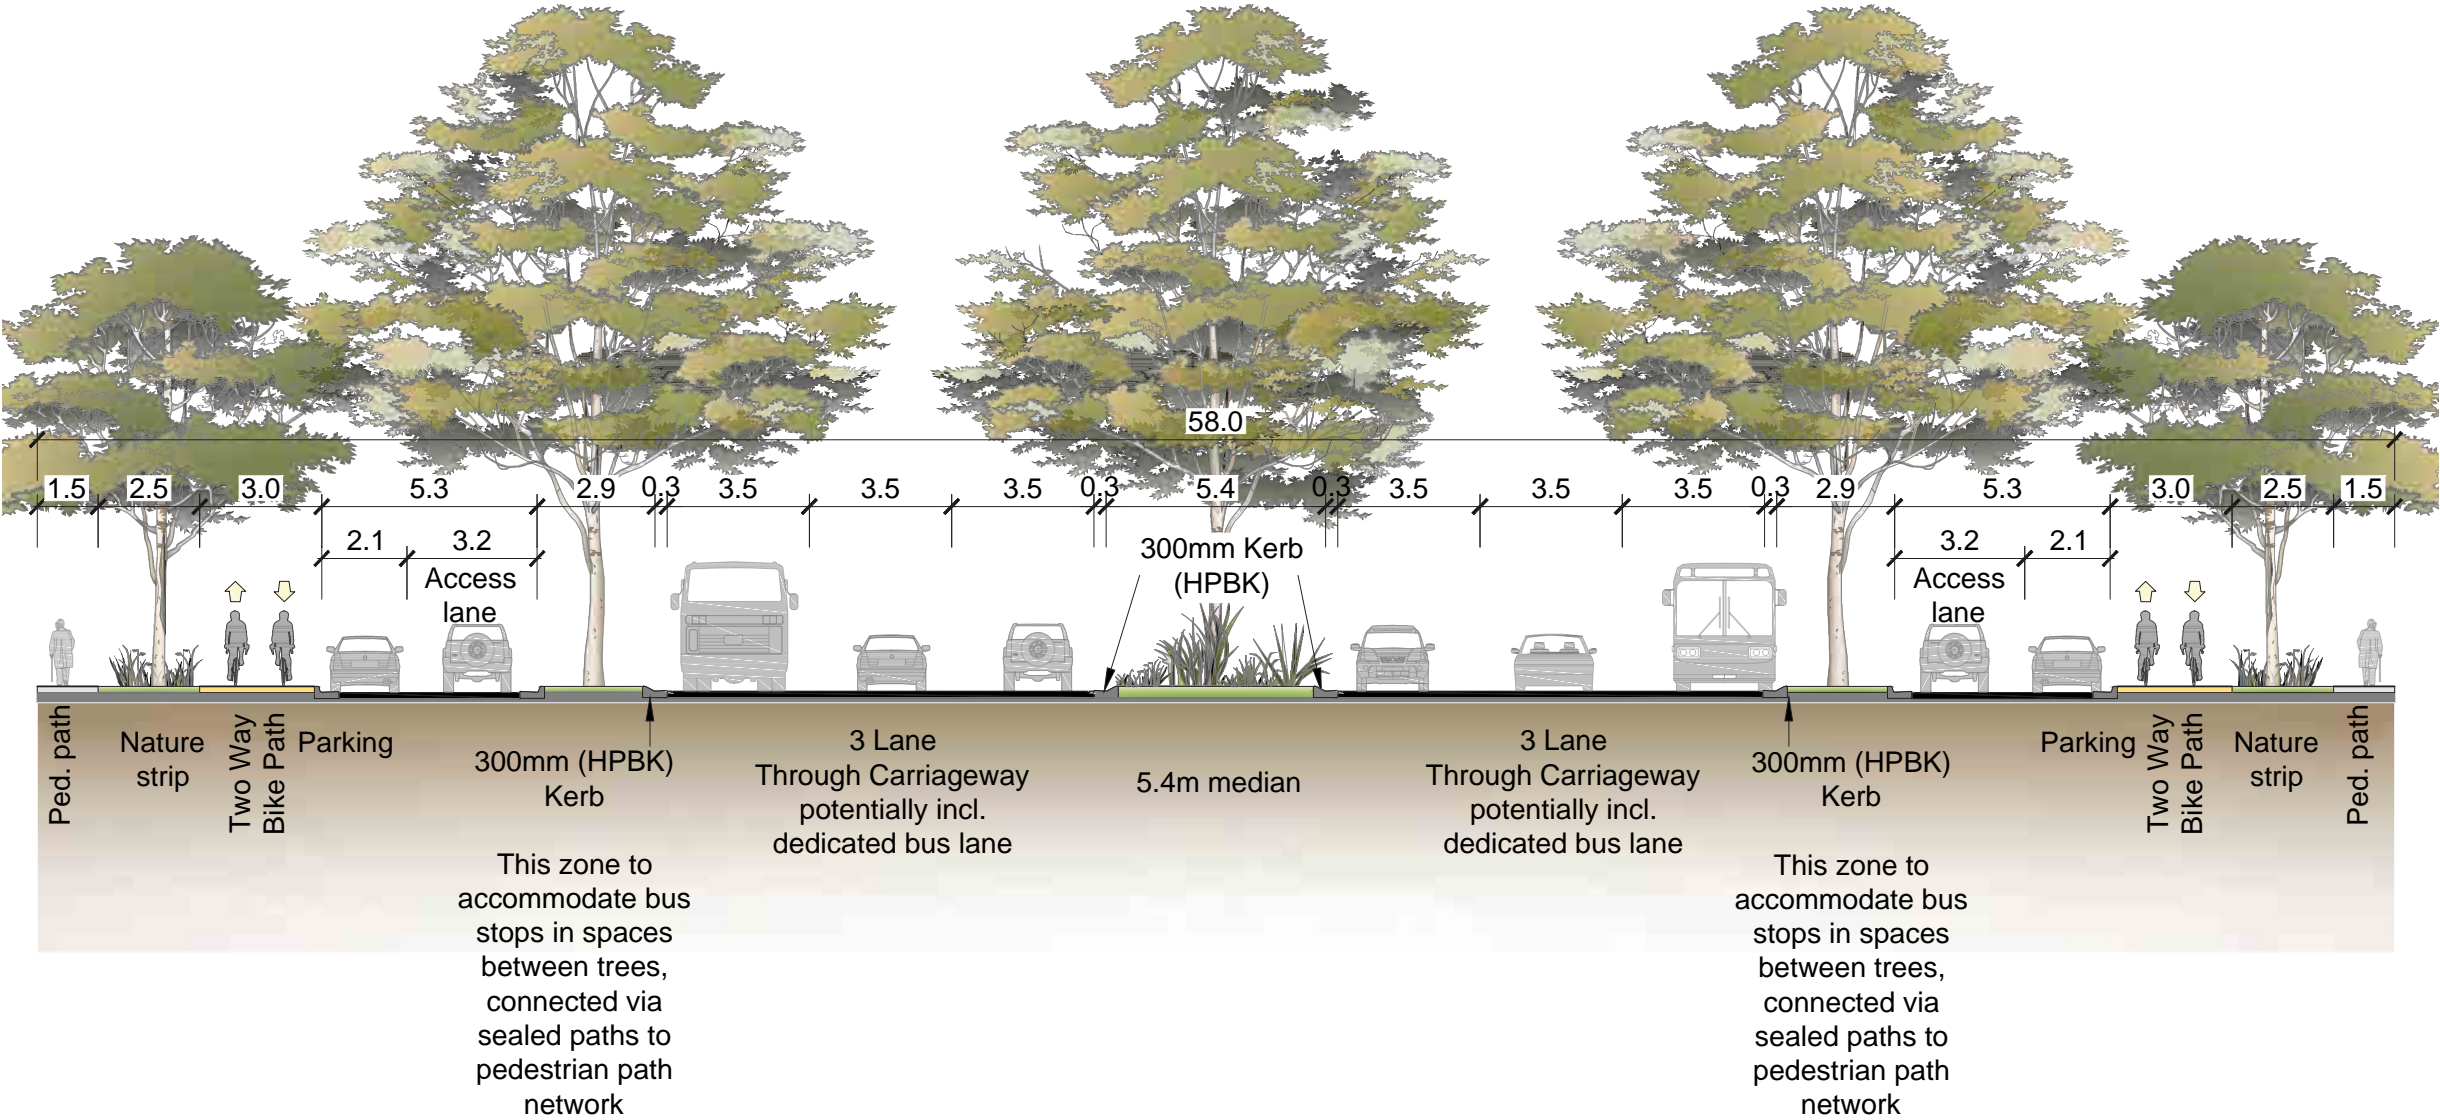 58.0
1.5 2.5 3.0 5.3 2.9 0.3 3.5 3.5 3.5 0.3 5.4 0.3 3.5 3.5 3.5 0.3 2.9 5.3 3.0 2.5 1.5
2.1 3.2 3.2 2.1
Access
lane
300mm Kerb
(HPBK)
Access
lane
Ped. path
Nature
strip
Two Way
Bike Path
Parking
300mm (HPBK)
Kerb
3 Lane
Through Carriageway
potentially incl.
dedicated bus lane
5.4m median
3 Lane
Through Carriageway
potentially incl.
dedicated bus lane
300mm (HPBK)
Kerb
Parking
Two Way
Bike Path
Nature
strip
Ped. path
This zone to
accommodate bus
stops in spaces
between trees,
connected via
sealed paths to
pedestrian path
network
This zone to
accommodate bus
stops in spaces
between trees,
connected via
sealed paths to
pedestrian path
network